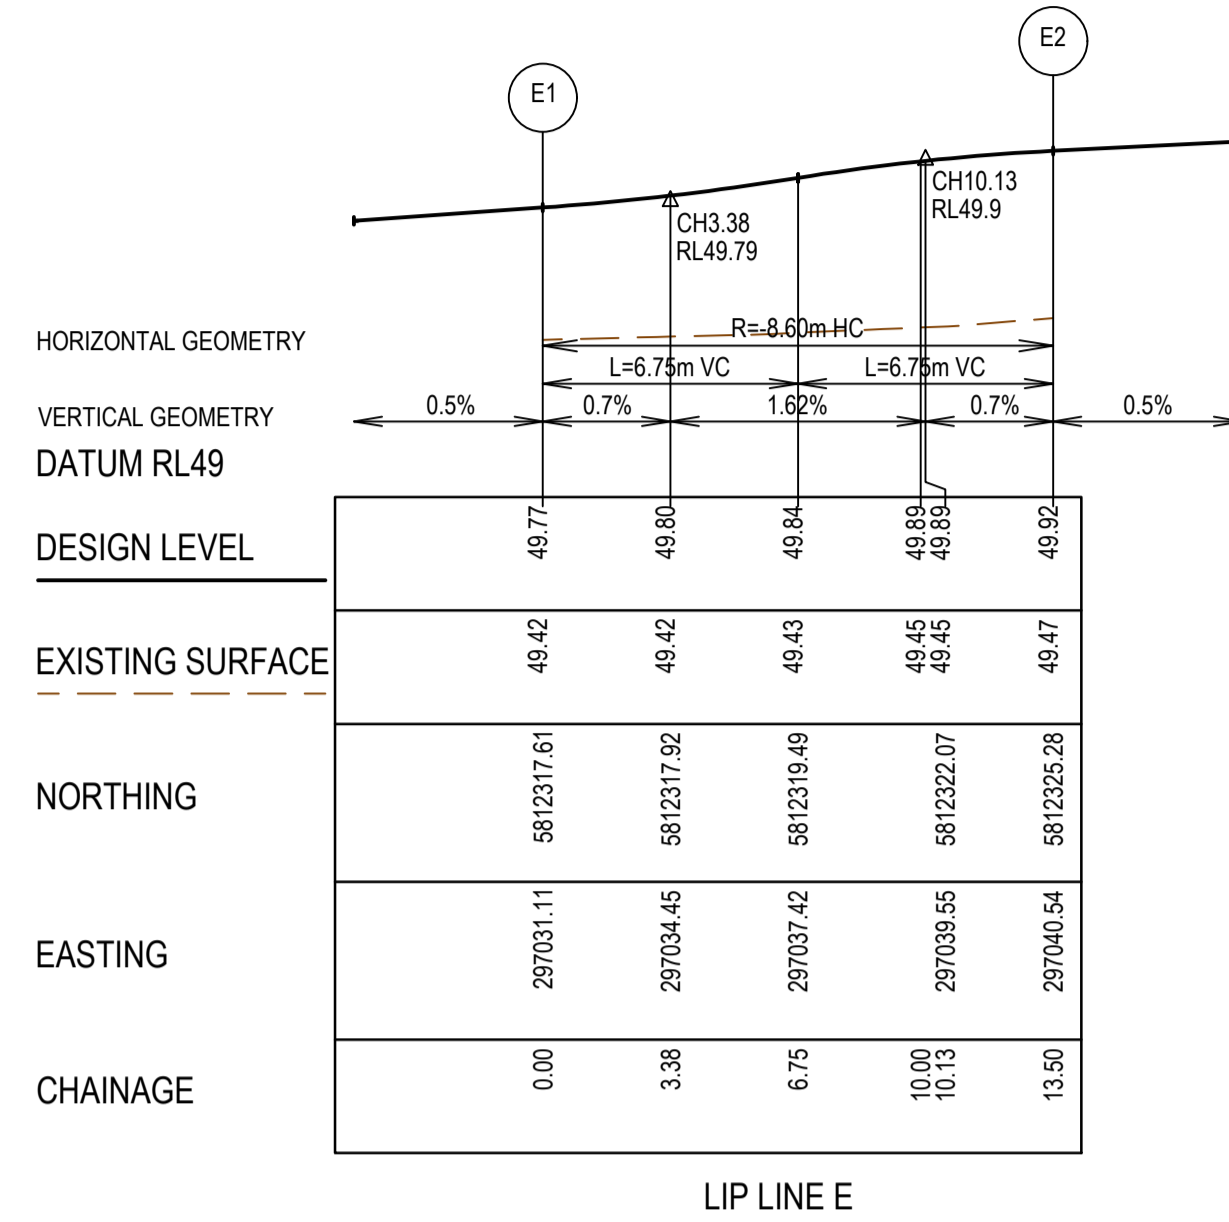 E2
E1
CH10.13
RL49.9
CH3.38
RL49.79
HORIZONTAL GEOMETRY
R=-8.60m HC
L=6.75m VC L=6.75m VC
VERTICAL GEOMETRY 0.5% 0.7% 1.62% 0.7% 0.5%
DATUM RL49
DESIGN LEVEL 49.77 49.80 49.84 49.89 49.89 49.92
EXISTING SURFACE 49.42 49.42 49.43 49.45 49.45 49.47
NORTHING 5812317.61 5812317.92 5812319.49 5812322.07 5812325.28
EASTING 297031.11 297034.45 297037.42 297039.55 297040.54
CHAINAGE 0.00 3.38 6.75 10.00 10.13 13.50
LIP LINE E